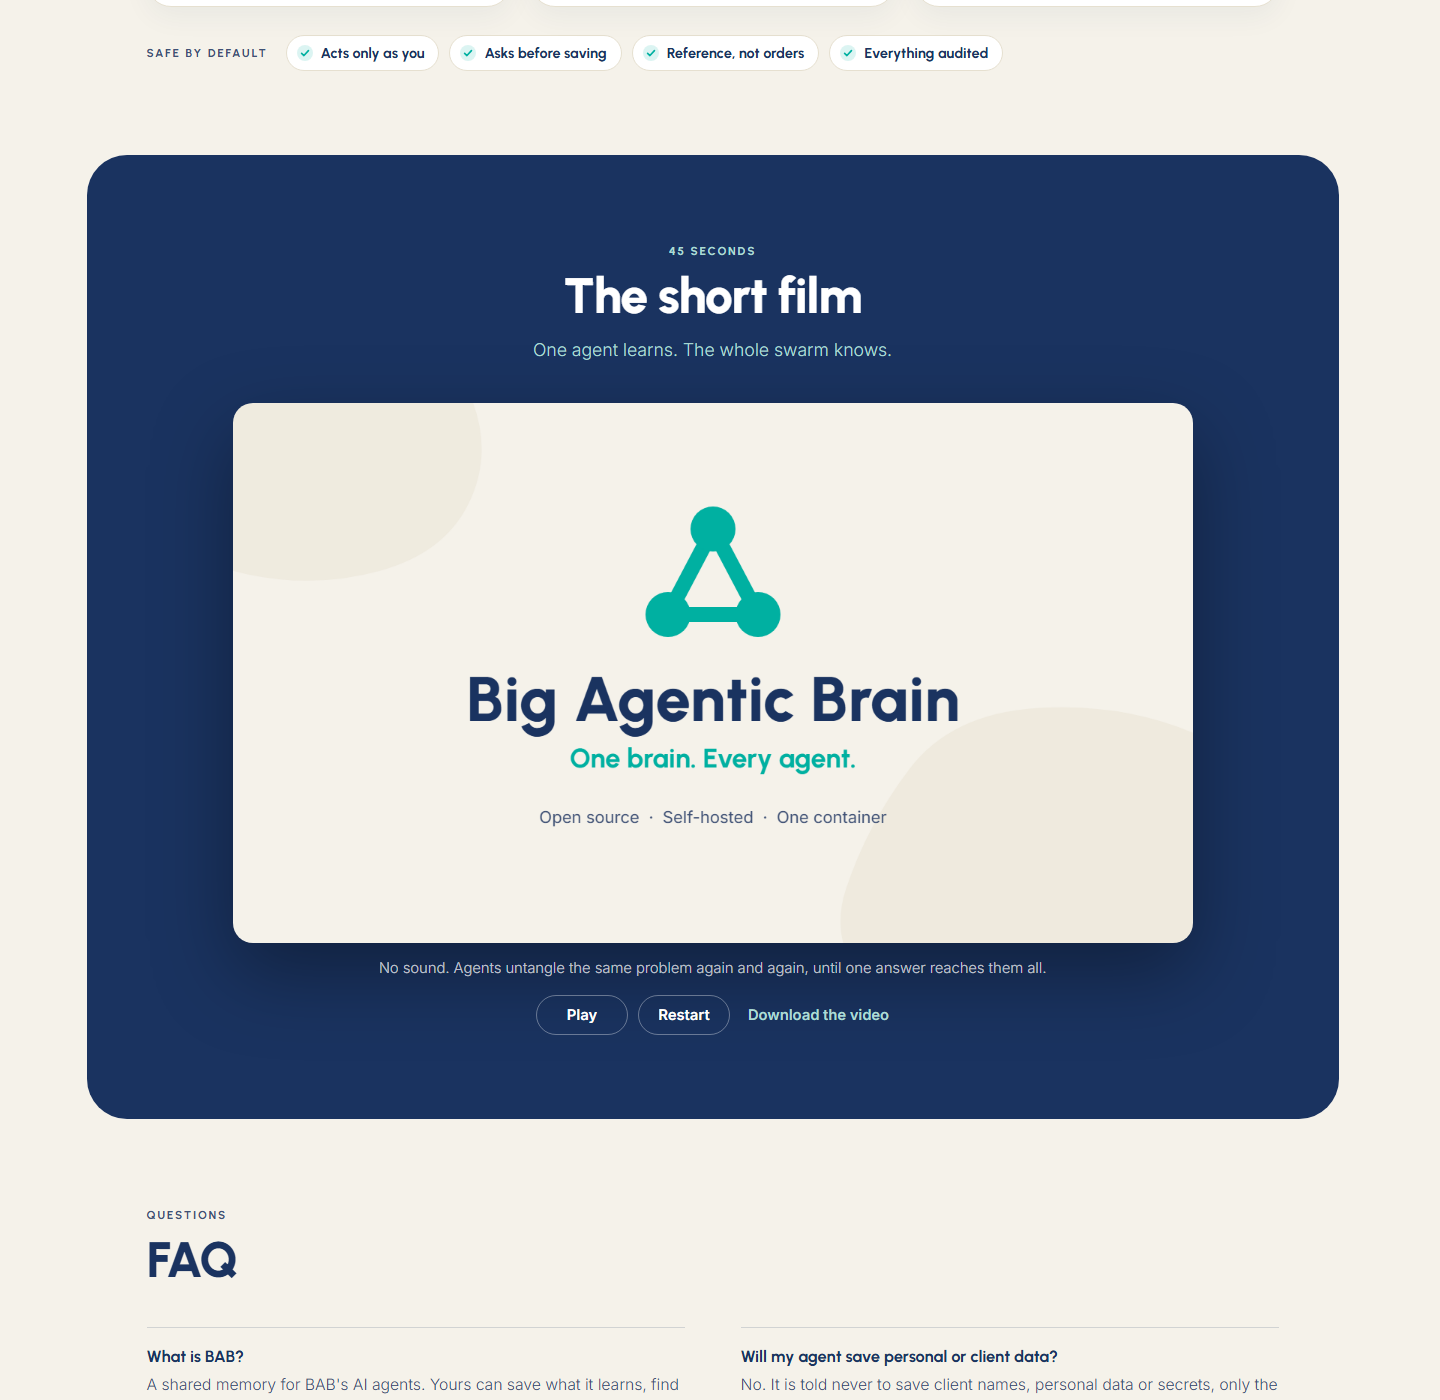 SAFE BY DEFAULT
Acts only as you
Asks before saving
Reference, not orders
Everything audited
45 SECONDS
The short film
One agent learns. The whole swarm knows.
Big Agentic Brain
One brain. Every agent.
Open source · Self-hosted · One container
No sound. Agents untangle the same problem again and again, until one answer reaches them all.
Play
Restart
Download the video
QUESTIONS
FAQ
What is BAB?
A shared memory for BAB's AI agents. Yours can save what it learns, find
Will my agent save personal or client data?
No. It is told never to save client names, personal data or secrets, only the